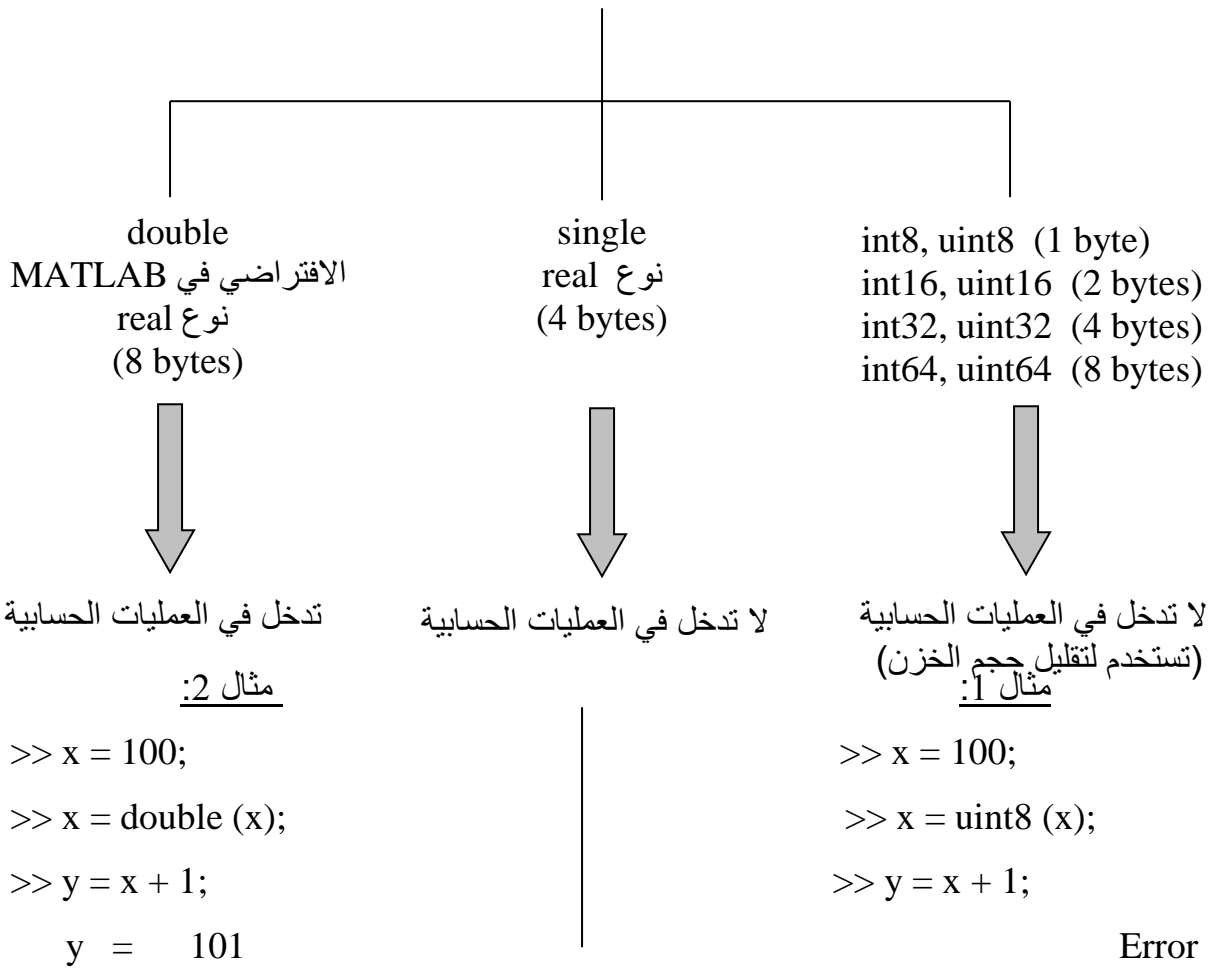 double
الافتراضي في MATLAB
نوع real
(8 bytes)
single
نوع real
(4 bytes)
int8, uint8 (1 byte)
int16, uint16 (2 bytes)
int32, uint32 (4 bytes)
int64, uint64 (8 bytes)
تدخل في العمليات الحسابية
لا تدخل في العمليات الحسابية
لا تدخل في العمليات الحسابية
(تستخدم لتقليل حجم الخزن)
مثال 2:
>> x = 100;
>> x = double (x);
>> y = x + 1;
y = 101
مثال 1:
>> x = 100;
>> x = uint8 (x);
>> y = x + 1;
Error